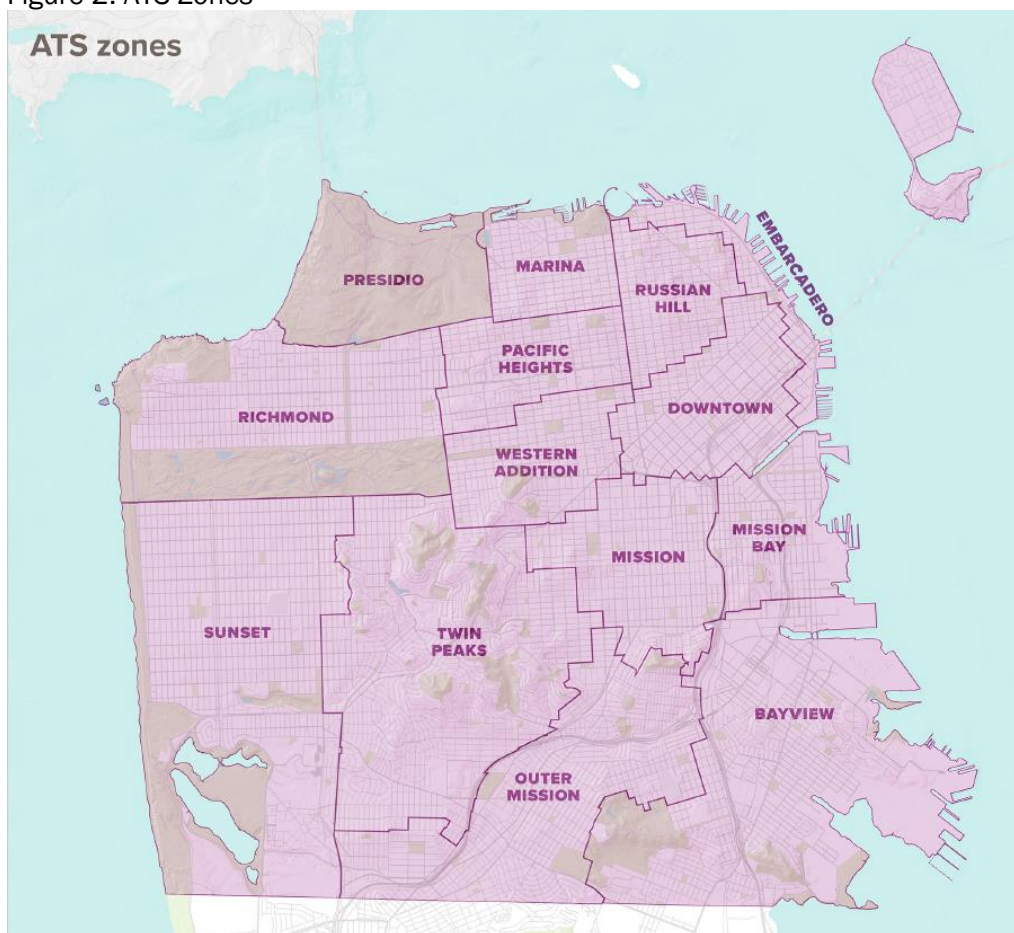 Figure 2. ATS Zones
ATS zones
EMBARCADERO
PRESIDIO
MARINA
RUSSIAN
HILL
PACIFIC
HEIGHTS
RICHMOND
DOWNTOWN
WESTERN
ADDITION
MISSION
BAY
MISSION
SUNSET
TWIN
PEAKS
BAYVIEW
OUTER
MISSION